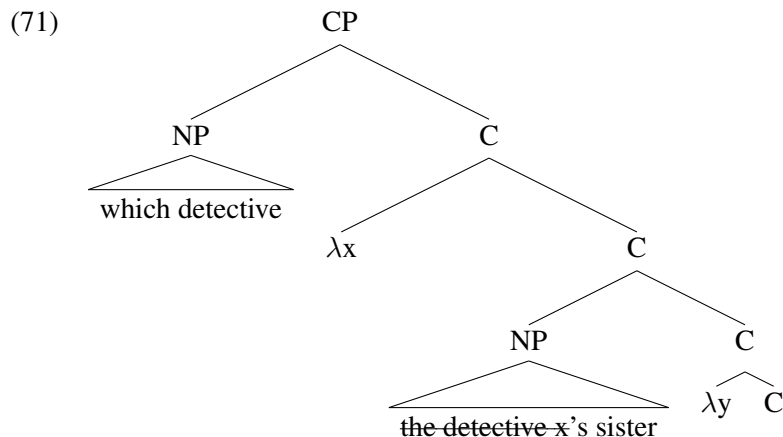 (71)
CP
NP C
which detective
λx C
NP C
the detective x's sister λy C